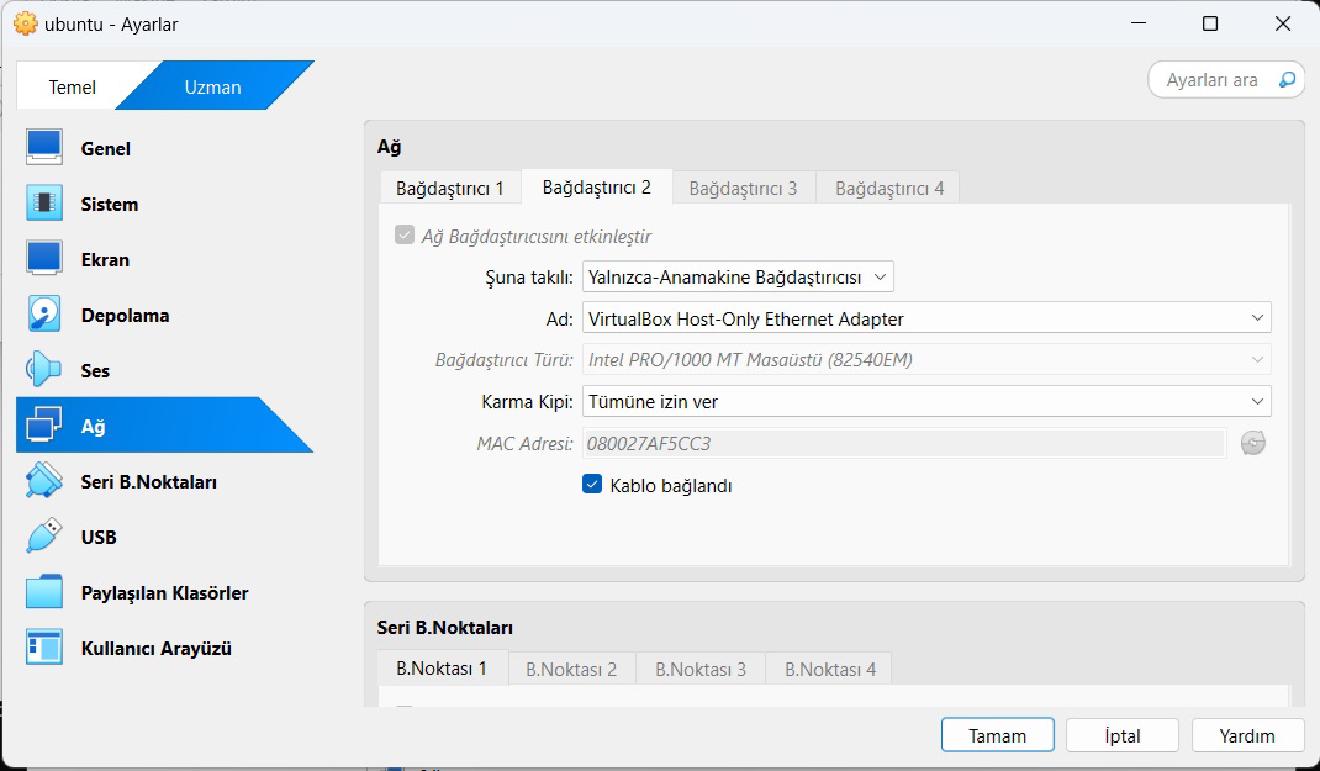 ubuntu - Ayarlar
Temel
Uzman
Ayarları ara
Genel
Sistem
Ekran
Depolama
Ses
Ağ
Seri B.Noktaları
USB
Paylaşılan Klasörler
Kullanıcı Arayüzü
Ağ
Bağdaştırıcı 1
Bağdaştırıcı 2
Bağdaştırıcı 3
Bağdaştırıcı 4
Ağ Bağdaştırıcısını etkinleştir
Şuna takılı: Yalnızca-Anamakine Bağdaştırıcısı
Ad: VirtualBox Host-Only Ethernet Adapter
Bağdaştırıcı Türü: Intel PRO/1000 MT Masaüstü (82540EM)
Karma Kipi: Tümüne izin ver
MAC Adresi: 080027AF5CC3
Kablo bağlandı
Seri B.Noktaları
B.Noktası 1
B.Noktası 2
B.Noktası 3
B.Noktası 4
Tamam
İptal
Yardım